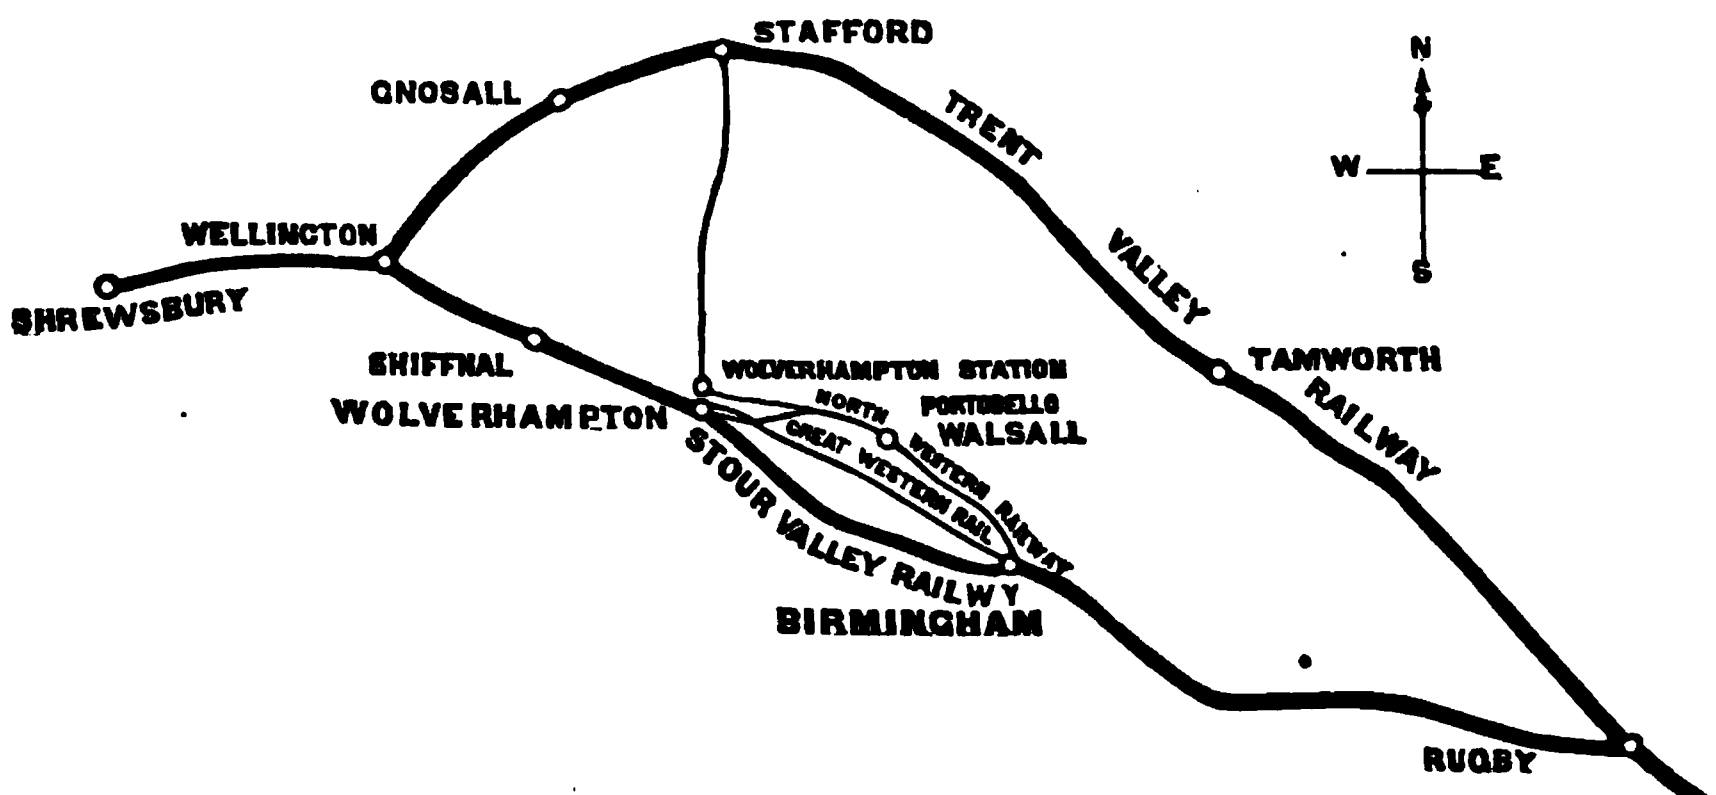 STAFFORD
N
GNOSALL
TRENT
W E
WELLINGTON
VALLEY
S
SHREWSBURY
SHIFFNAL
WOLVERHAMPTON STATION
TAMWORTH
WOLVERHAMPTON
NORTH
PORTOBELLO
WALSALL
RAILWAY
GREAT WESTERN RAIL
WESTERN RAILWAY
STOUR VALLEY RAILWY
BIRMINGHAM
RUGBY